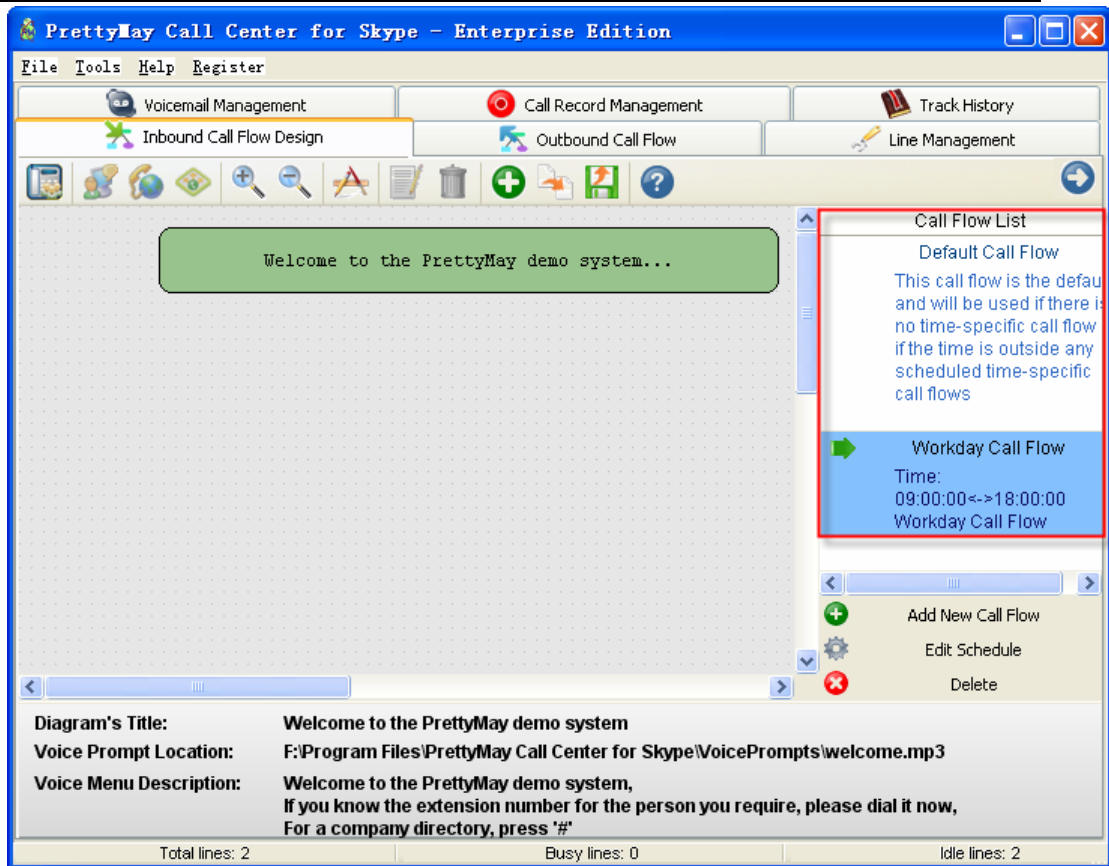 PrettyMay Call Center for Skype - Enterprise Edition
File Tools Help Register
Voicemail Management
Call Record Management
Track History
Inbound Call Flow Design
Outbound Call Flow
Line Management
Welcome to the PrettyMay demo system...
Call Flow List
Default Call Flow
This call flow is the defau
and will be used if there i
no time-specific call flow
if the time is outside any
scheduled time-specific
call flows
Workday Call Flow
Time:
09:00:00<->18:00:00
Workday Call Flow
Add New Call Flow
Edit Schedule
Delete
Diagram's Title: Welcome to the PrettyMay demo system
Voice Prompt Location: F:\Program Files\PrettyMay Call Center for Skype\VoicePrompts\welcome.mp3
Voice Menu Description: Welcome to the PrettyMay demo system,
If you know the extension number for the person you require, please dial it now,
For a company directory, press '#'
Total lines: 2
Busy lines: 0
Idle lines: 2